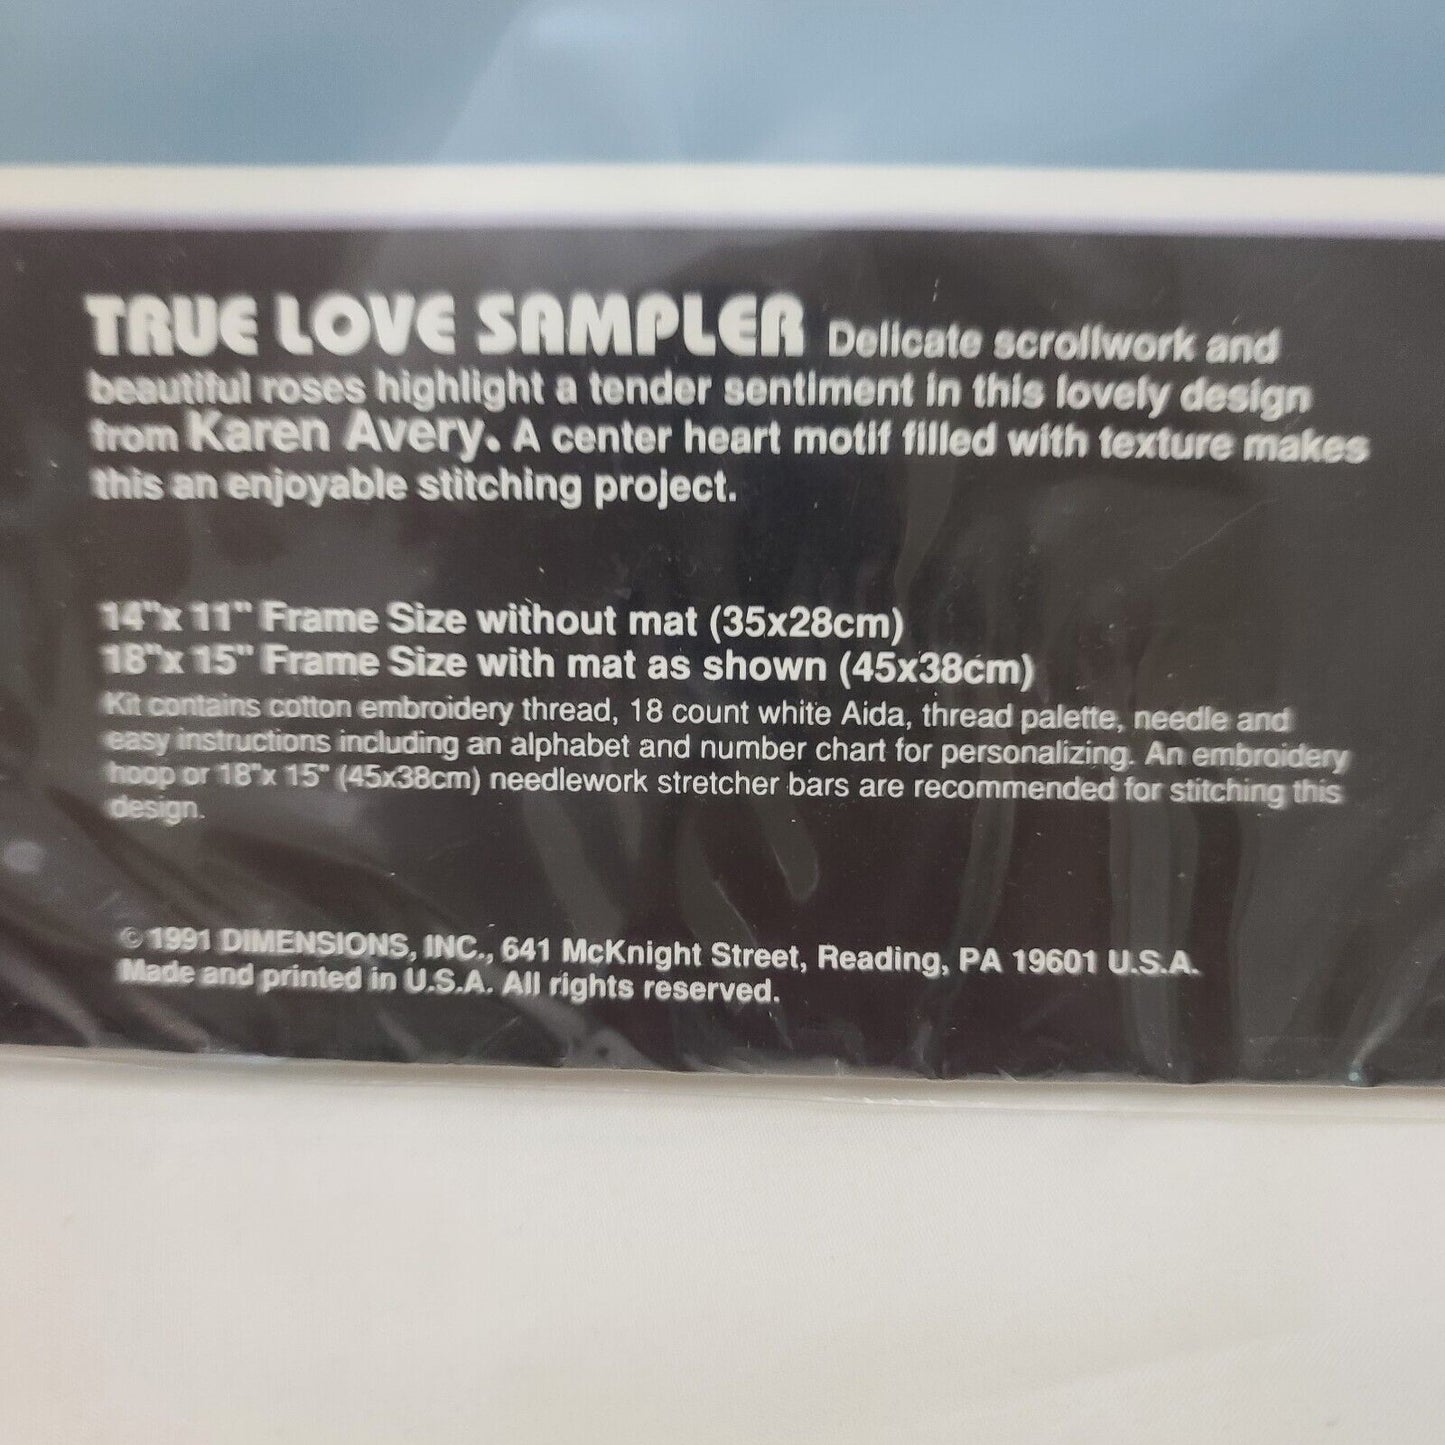 TRUE LOVE SAMPLER Delicate scrollwork and
beautiful roses highlight a tender sentiment in this lovely design
from Karen Avery. A center heart motif filled with texture makes
this an enjoyable stitching project.
14"x 11" Frame Size without mat (35x28cm)
18"x 15" Frame Size with mat as shown (45x38cm)
Kit contains cotton embroidery thread, 18 count white Aida, thread palette, needle and
easy instructions including an alphabet and number chart for personalizing. An embroidery
hoop or 18"x 15" (45x38cm) needlework stretcher bars are recommended for stitching this
design.
© 1991 DIMENSIONS, INC., 641 McKnight Street, Reading, PA 19601 U.S.A.
Made and printed in U.S.A. All rights reserved.